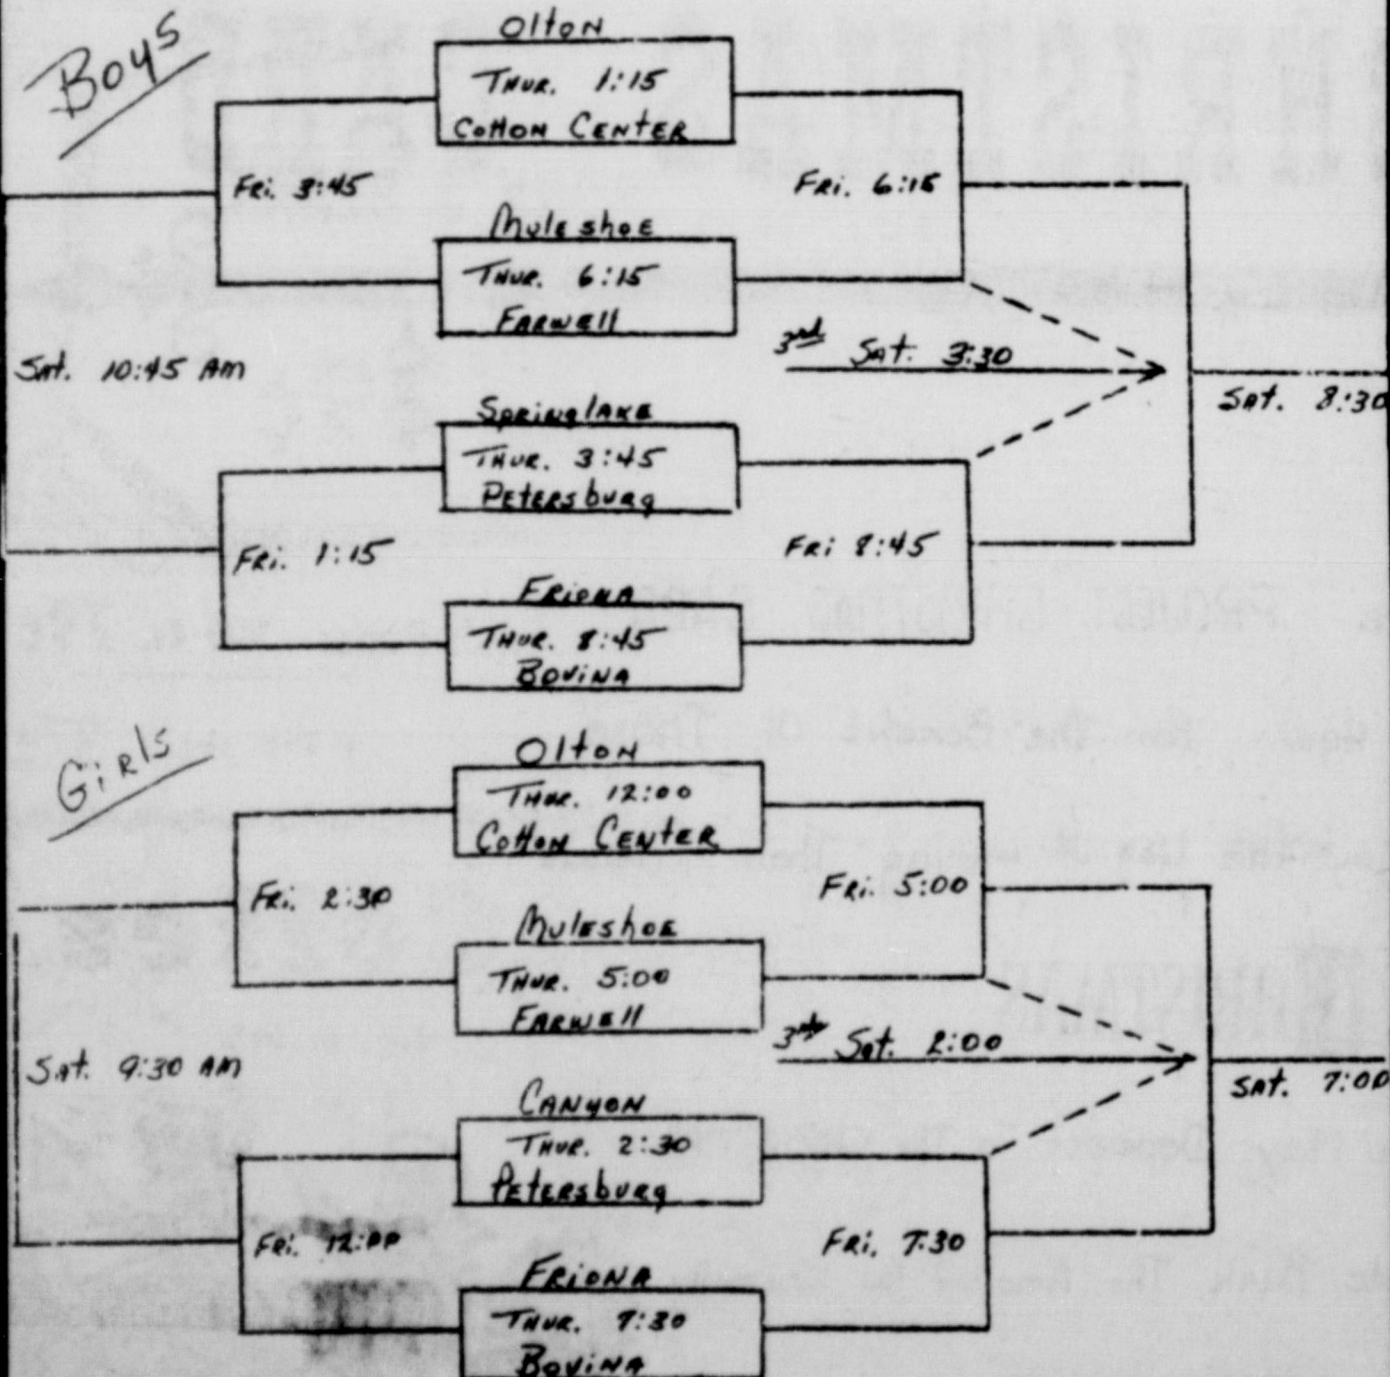 Boys
Olton
Thur. 1:15
Cotton Center
Fri. 3:45
Fri. 6:15
Muleshoe
Thur. 6:15
Farwell
3rd Sat. 3:30
Sat. 10:45 AM
Sat. 8:30
Springlake
Thur. 3:45
Petersburg
Fri. 1:15
Fri 8:45
Friona
Thur. 8:45
Bovina
Girls
Olton
Thur. 12:00
Cotton Center
Fri. 2:30
Fri. 5:00
Muleshoe
Thur. 5:00
Farwell
3rd Sat. 2:00
Sat. 9:30 AM
Sat. 7:00
Canyon
Thur. 2:30
Petersburg
Fri. 12:00
Fri. 7:30
Friona
Thur. 7:30
Bovina